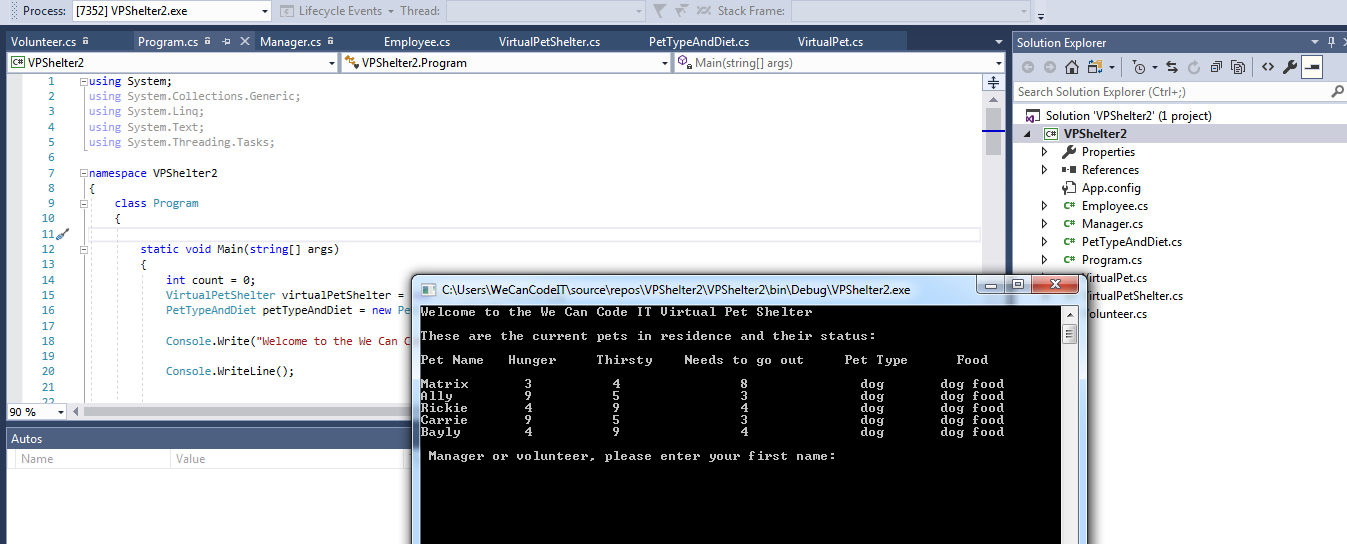 Process: [7352] VPShelter2.exe Lifecycle Events Thread: Stack Frame:
Volunteer.cs Program.cs Manager.cs Employee.cs VirtualPetShelter.cs PetTypeAndDiet.cs VirtualPet.cs
VPShelter2 VPShelter2.Program Main(string[] args)
1 using System;
2 using System.Collections.Generic;
3 using System.Linq;
4 using System.Text;
5 using System.Threading.Tasks;
6
7 namespace VPShelter2
8 {
9 class Program
10 {
11
12 static void Main(string[] args)
13 {
14 int count = 0;
15 VirtualPetShelter virtualPetShelter =
16 PetTypeAndDiet petTypeAndDiet = new Pe
17
18 Console.Write("Welcome to the We Can C
19
20 Console.WriteLine();
21
22
90 %
Autos
Name Value
C:\Users\WeCanCodeIT\source\repos\VPShelter2\VPShelter2\bin\Debug\VPShelter2.exe
Welcome to the We Can Code IT Virtual Pet Shelter
These are the current pets in residence and their status:
Pet Name Hunger Thirsty Needs to go out Pet Type Food
Matrix 3 4 8 dog dog food
Ally 9 5 3 dog dog food
Rickie 4 9 4 dog dog food
Carrie 9 5 3 dog dog food
Bayly 4 9 4 dog dog food
Manager or volunteer, please enter your first name:
Solution Explorer
Search Solution Explorer (Ctrl+;)
Solution 'VPShelter2' (1 project)
C# VPShelter2
Properties
References
App.config
C# Employee.cs
C# Manager.cs
C# PetTypeAndDiet.cs
C# Program.cs
VirtualPet.cs
irtualPetShelter.cs
olunteer.cs